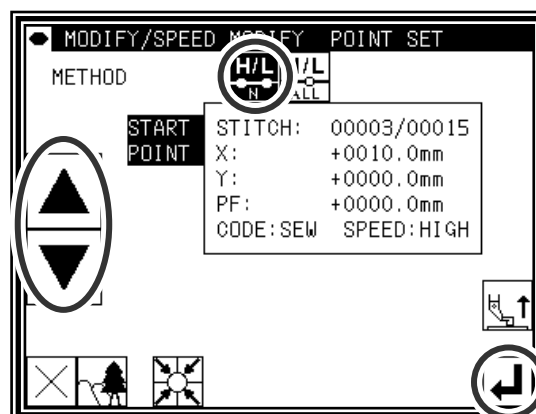 MODIFY/SPEED MODIFY POINT SET
METHOD
H/L
N
H/L
ALL
START POINT
STITCH: 00003/00015
X: +0010.0mm
Y: +0000.0mm
PF: +0000.0mm
CODE:SEW SPEED:HIGH